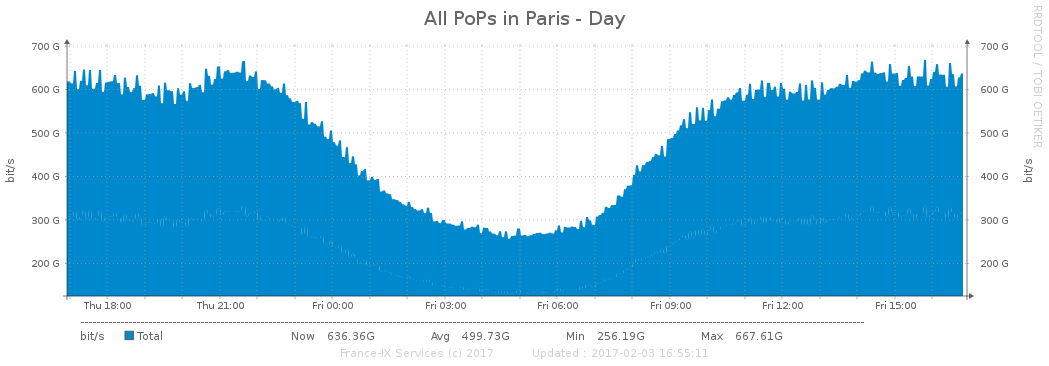 All PoPs in Paris - Day
RRDTOOL / TOBI OETIKER
bit/s
700 G
600 G
500 G
400 G
300 G
200 G
700 G
600 G
500 G
400 G
300 G
200 G
bit/s
Thu 18:00 Thu 21:00 Fri 00:00 Fri 03:00 Fri 06:00 Fri 09:00 Fri 12:00 Fri 15:00
bit/s Total Now 636.36G Avg 499.73G Min 256.19G Max 667.61G
France-IX Services (c) 2017 Updated : 2017-02-03 16:55:11